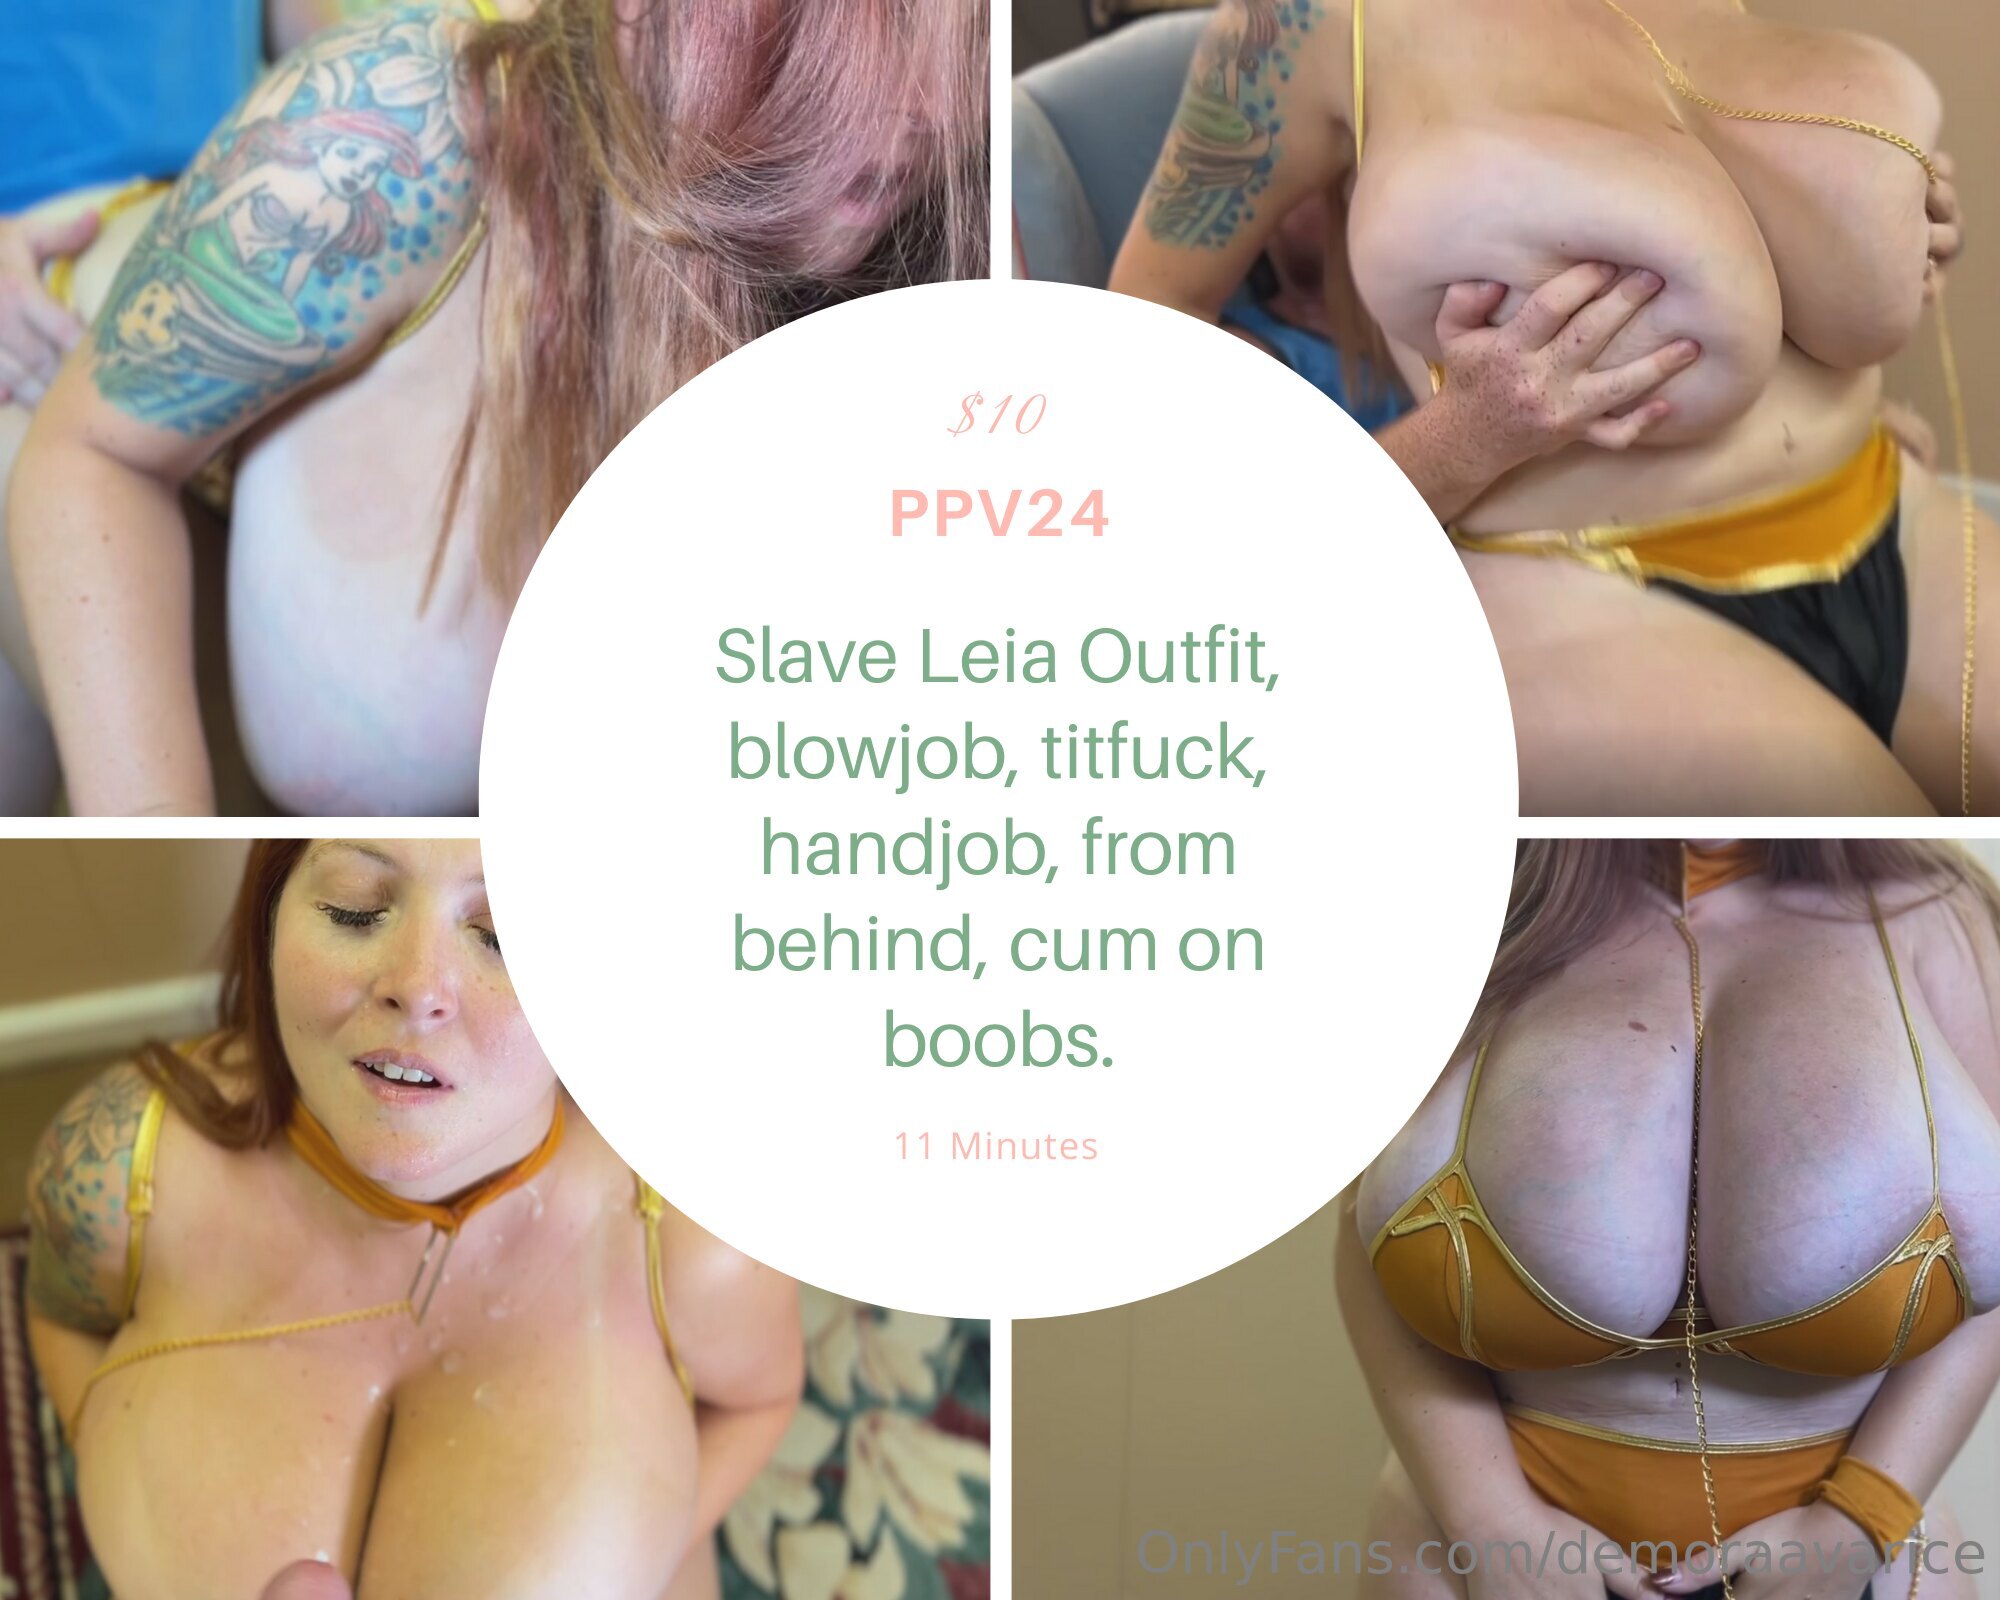 $10
PPV24
Slave Leia Outfit,
blowjob, titfuck,
handjob, from
behind, cum on
boobs.
11 Minutes
OnlyFans.com/demoraavarice